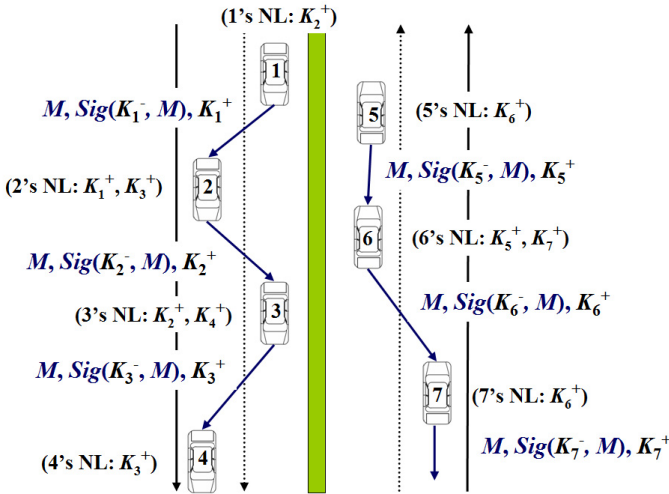 (1's NL: K₂⁺)
1
M, Sig(K₁⁻, M), K₁⁺
2
(2's NL: K₁⁺, K₃⁺)
M, Sig(K₂⁻, M), K₂⁺
3
(3's NL: K₂⁺, K₄⁺)
M, Sig(K₃⁻, M), K₃⁺
4
(4's NL: K₃⁺)
5
(5's NL: K₆⁺)
M, Sig(K₅⁻, M), K₅⁺
6
(6's NL: K₅⁺, K₇⁺)
M, Sig(K₆⁻, M), K₆⁺
7
(7's NL: K₆⁺)
M, Sig(K₇⁻, M), K₇⁺